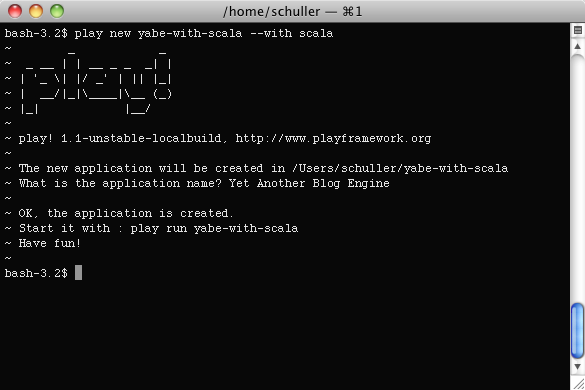 /home/schuller — ⌘1
bash-3.2$ play new yabe-with-scala --with scala
~        _            _
~  _ __ | | __ _ _  _| |
~ | '_ \| |/ _' | || |_|
~ |  __/|_|\____|\__ (_)
~ |_|            |__/
~
~ play! 1.1-unstable-localbuild, http://www.playframework.org
~
~ The new application will be created in /Users/schuller/yabe-with-scala
~ What is the application name? Yet Another Blog Engine
~
~ OK, the application is created.
~ Start it with : play run yabe-with-scala
~ Have fun!
~
bash-3.2$